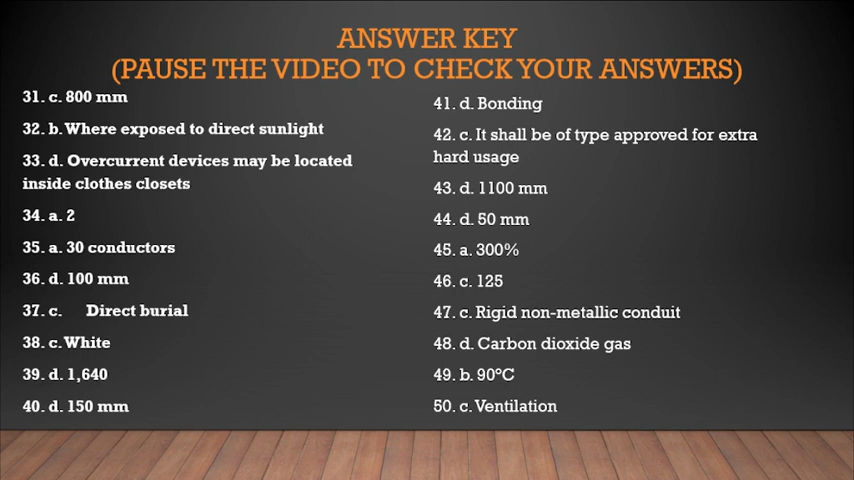 ANSWER KEY
(PAUSE THE VIDEO TO CHECK YOUR ANSWERS)
31. c. 800 mm
32. b. Where exposed to direct sunlight
33. d. Overcurrent devices may be located
inside clothes closets
34. a. 2
35. a. 30 conductors
36. d. 100 mm
37. c. Direct burial
38. c. White
39. d. 1,640
40. d. 150 mm
41. d. Bonding
42. c. It shall be of type approved for extra
hard usage
43. d. 1100 mm
44. d. 50 mm
45. a. 300%
46. c. 125
47. c. Rigid non-metallic conduit
48. d. Carbon dioxide gas
49. b. 90°C
50. c. Ventilation